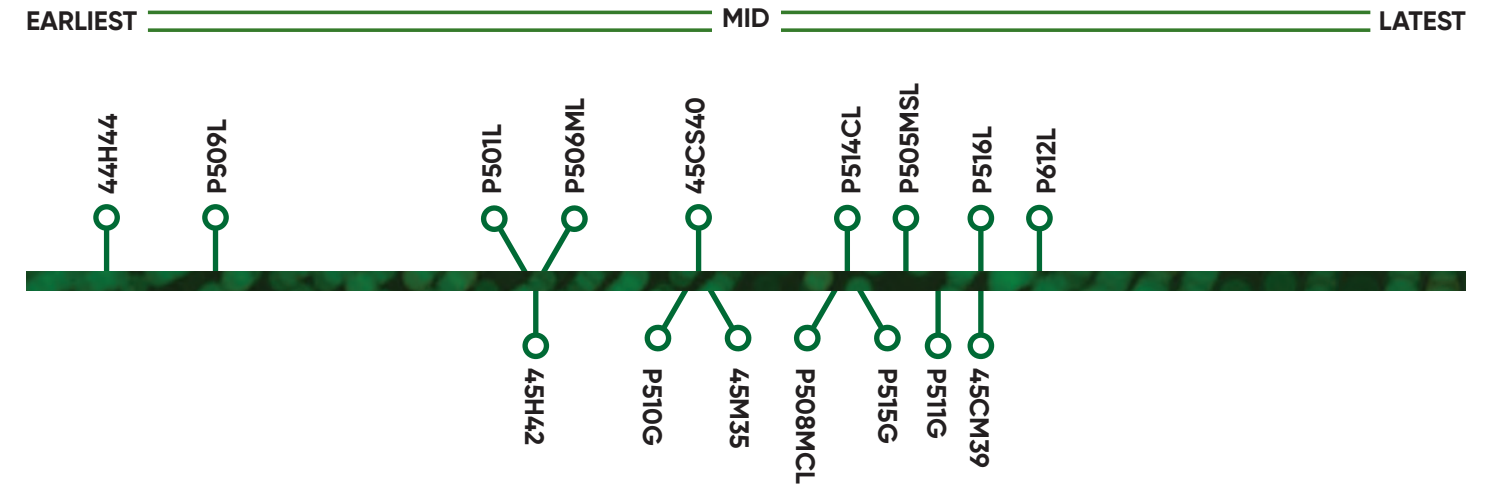 EARLIEST
MID
LATEST
44H44
P509L
P501L
P506ML
45CS40
P514CL
P505MSL
P516L
P612L
45H42
P510G
45M35
P508MCL
P515G
P511G
45CM39